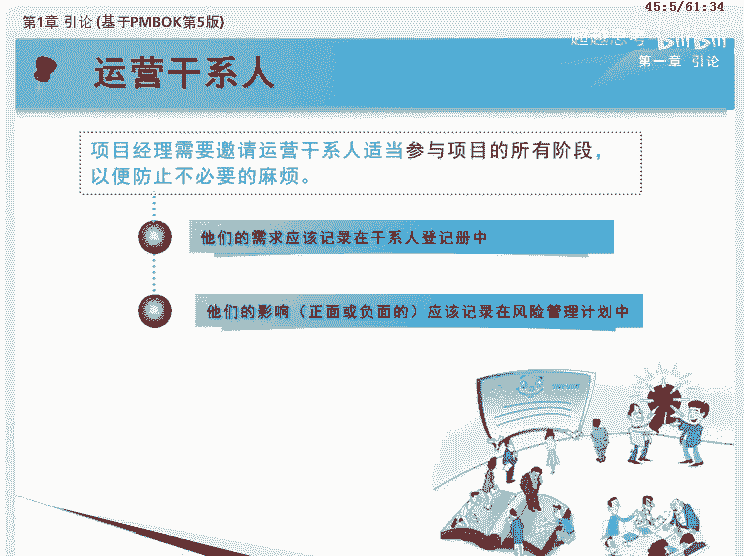 45:5/61:34
第1章 引论 (基于PMBOK第5版)
超越思考 bilibili
第一章 引论
运营干系人
项目经理需要邀请运营干系人适当参与项目的所有阶段，
以便防止不必要的麻烦。
他们的需求应该记录在干系人登记册中
他们的影响（正面或负面的）应该记录在风险管理计划中